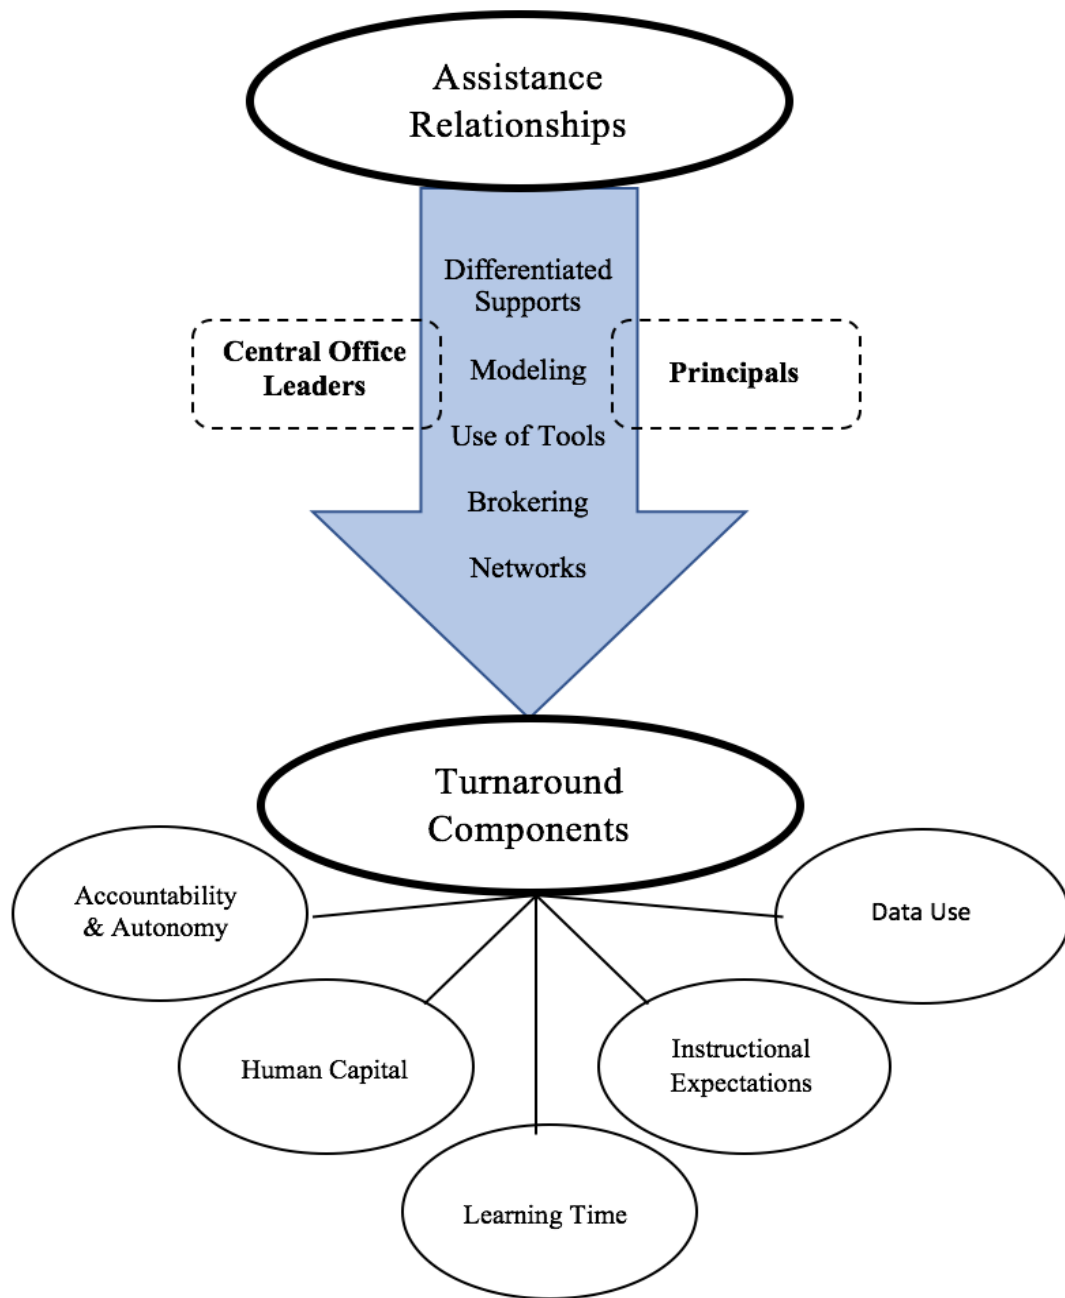 Assistance
Relationships
Differentiated
Supports
Central Office
Leaders
Modeling
Principals
Use of Tools
Brokering
Networks
Turnaround
Components
Accountability
& Autonomy
Data Use
Human Capital
Instructional
Expectations
Learning Time